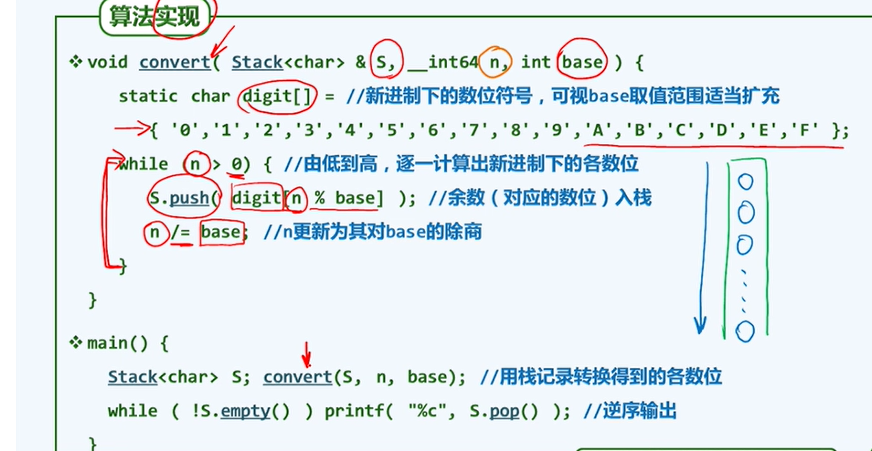 算法实现
❖void convert( Stack<char> & S, __int64 n, int base ) {
static char digit[] = //新进制下的数位符号，可视base取值范围适当扩充
{ '0','1','2','3','4','5','6','7','8','9','A','B','C','D','E','F' };
while (n > 0) { //由低到高，逐一计算出新进制下的各数位
S.push( digit[n % base] ); //余数（对应的数位）入栈
n /= base; //n更新为其对base的除商
}
}
❖main() {
Stack<char> S; convert(S, n, base); //用栈记录转换得到的各数位
while ( !S.empty() ) printf( "%c", S.pop() ); //逆序输出
}